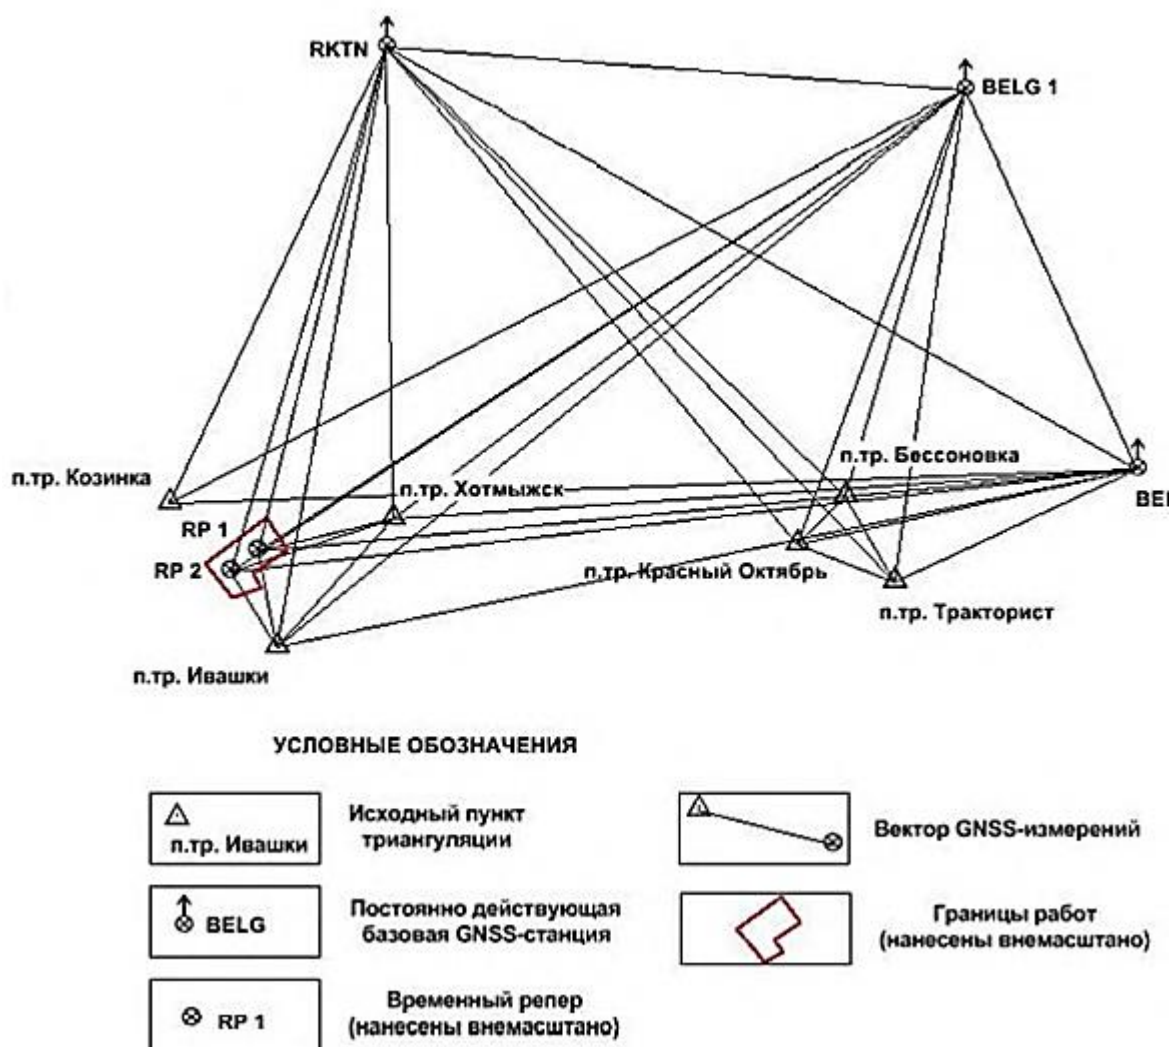 RKTN
BELG 1
п.тр. Бессоновка
п.тр. Козинка
п.тр. Хотмыжск
BEL
RP 1
RP 2
п.тр. Красный Октябрь
п.тр. Тракторист
п.тр. Ивашки
УСЛОВНЫЕ ОБОЗНАЧЕНИЯ
п.тр. Ивашки
Исходный пункт
триангуляции
Вектор GNSS-измерений
BELG
Постоянно действующая
базовая GNSS-станция
Границы работ
(нанесены внемасштано)
RP 1
Временный репер
(нанесены внемасштано)